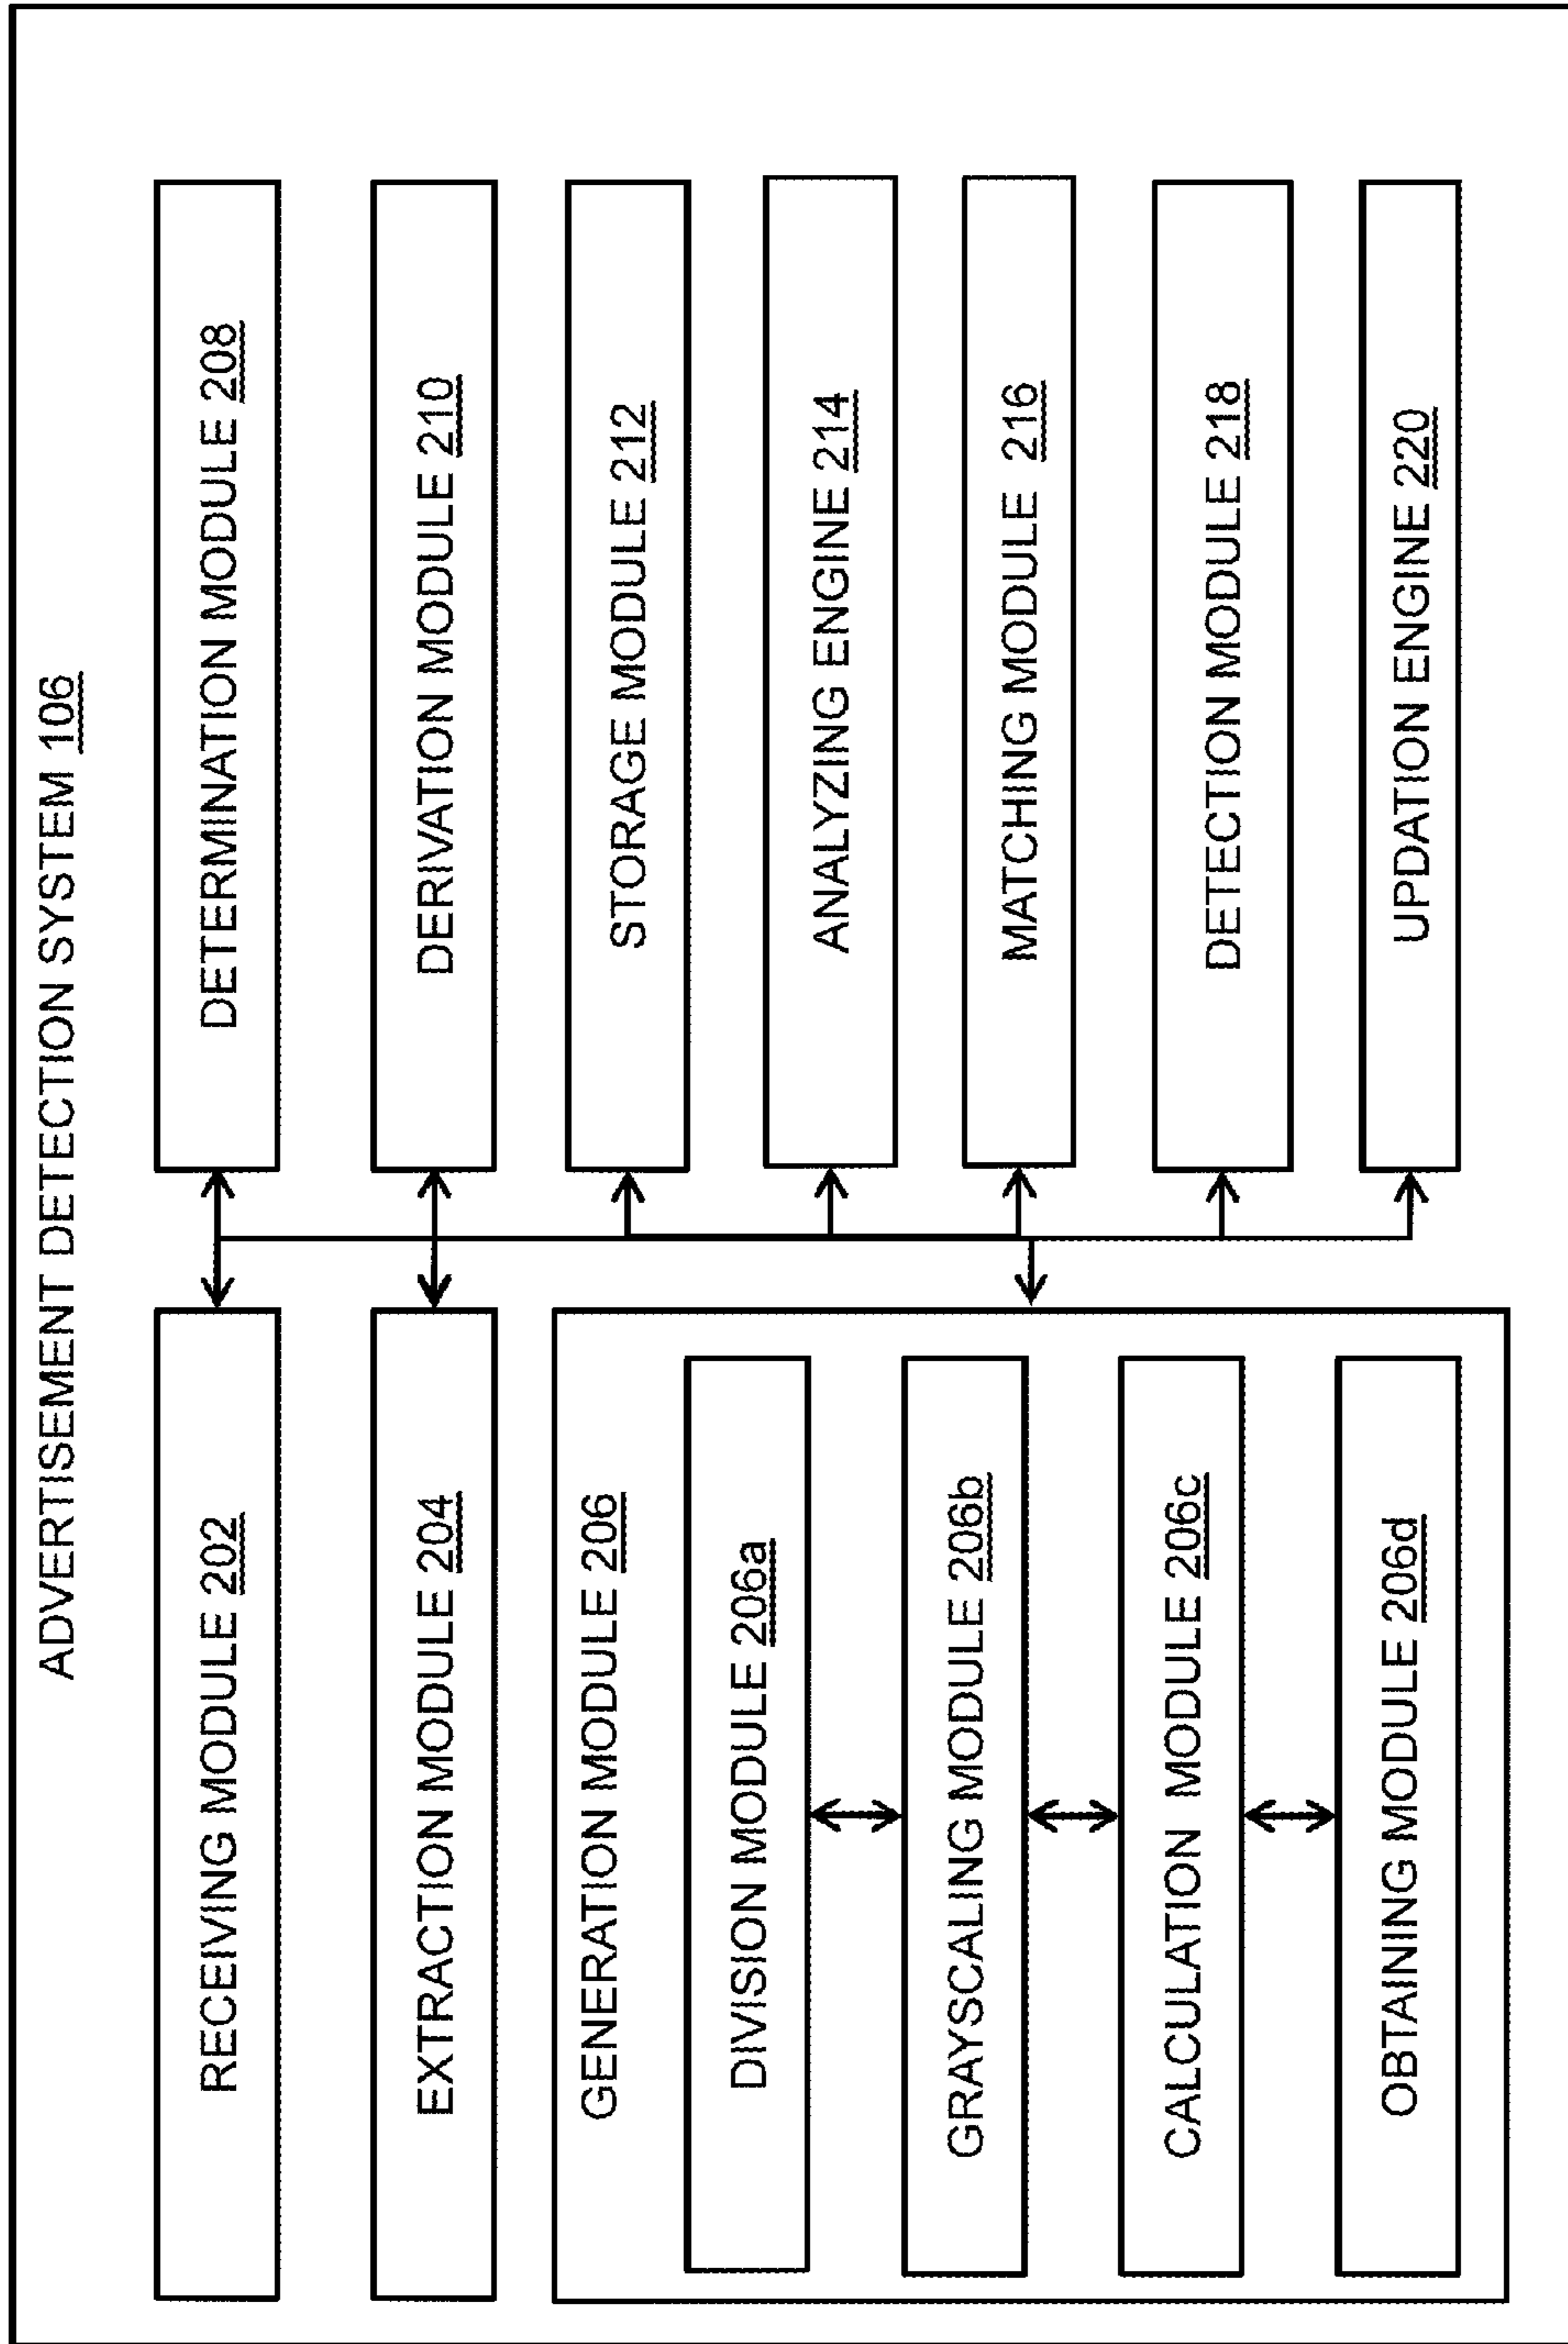 ADVERTISEMENT DETECTION SYSTEM 106
RECEIVING MODULE 202
EXTRACTION MODULE 204
GENERATION MODULE 206
DIVISION MODULE 206a
GRAYSCALING MODULE 206b
CALCULATION MODULE 206c
OBTAINING MODULE 206d
DETERMINATION MODULE 208
DERIVATION MODULE 210
STORAGE MODULE 212
ANALYZING ENGINE 214
MATCHING MODULE 216
DETECTION MODULE 218
UPDATION ENGINE 220